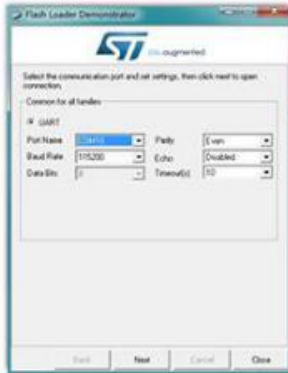 Flash Loader Demonstrator
ST
life.augmented
Select the communication port and set settings, then click next to open
connection.
Common for all families
UART
Port Name
Parity Even
Baud Rate 115200 Echo Disabled
Data Bits 8 Timeout(s) 10
Back Next Cancel Close